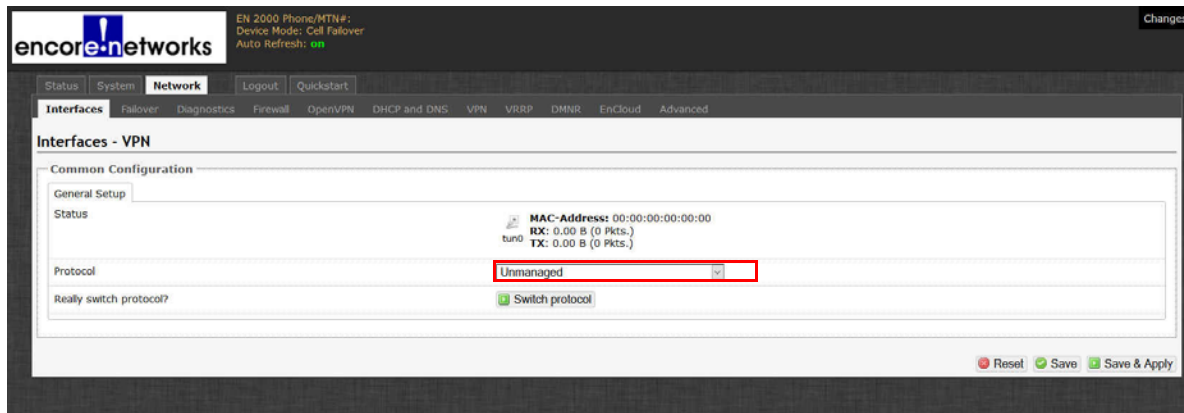 encore!networks
EN 2000 Phone/MTN#:
Device Mode: Cell Failover
Auto Refresh: on
Changes
Status System Network Logout Quickstart
Interfaces Failover Diagnostics Firewall OpenVPN DHCP and DNS VPN VRRP DMNR EnCloud Advanced
Interfaces - VPN
Common Configuration
General Setup
Status
MAC-Address: 00:00:00:00:00:00
RX: 0.00 B (0 Pkts.)
tun0 TX: 0.00 B (0 Pkts.)
Protocol Unmanaged
Really switch protocol? Switch protocol
Reset Save Save & Apply